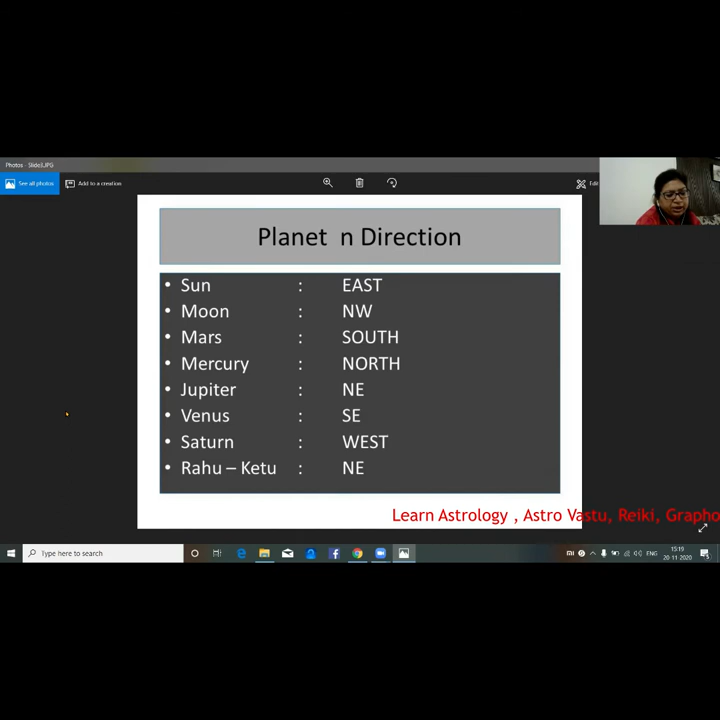 Photos - Slide3.JPG
See all photos
Add to a creation
Edit
Planet n Direction
• Sun : EAST
• Moon : NW
• Mars : SOUTH
• Mercury : NORTH
• Jupiter : NE
• Venus : SE
• Saturn : WEST
• Rahu – Ketu : NE
Learn Astrology , Astro Vastu, Reiki, Grapho
Type here to search
ENG
15:19
20-11-2020